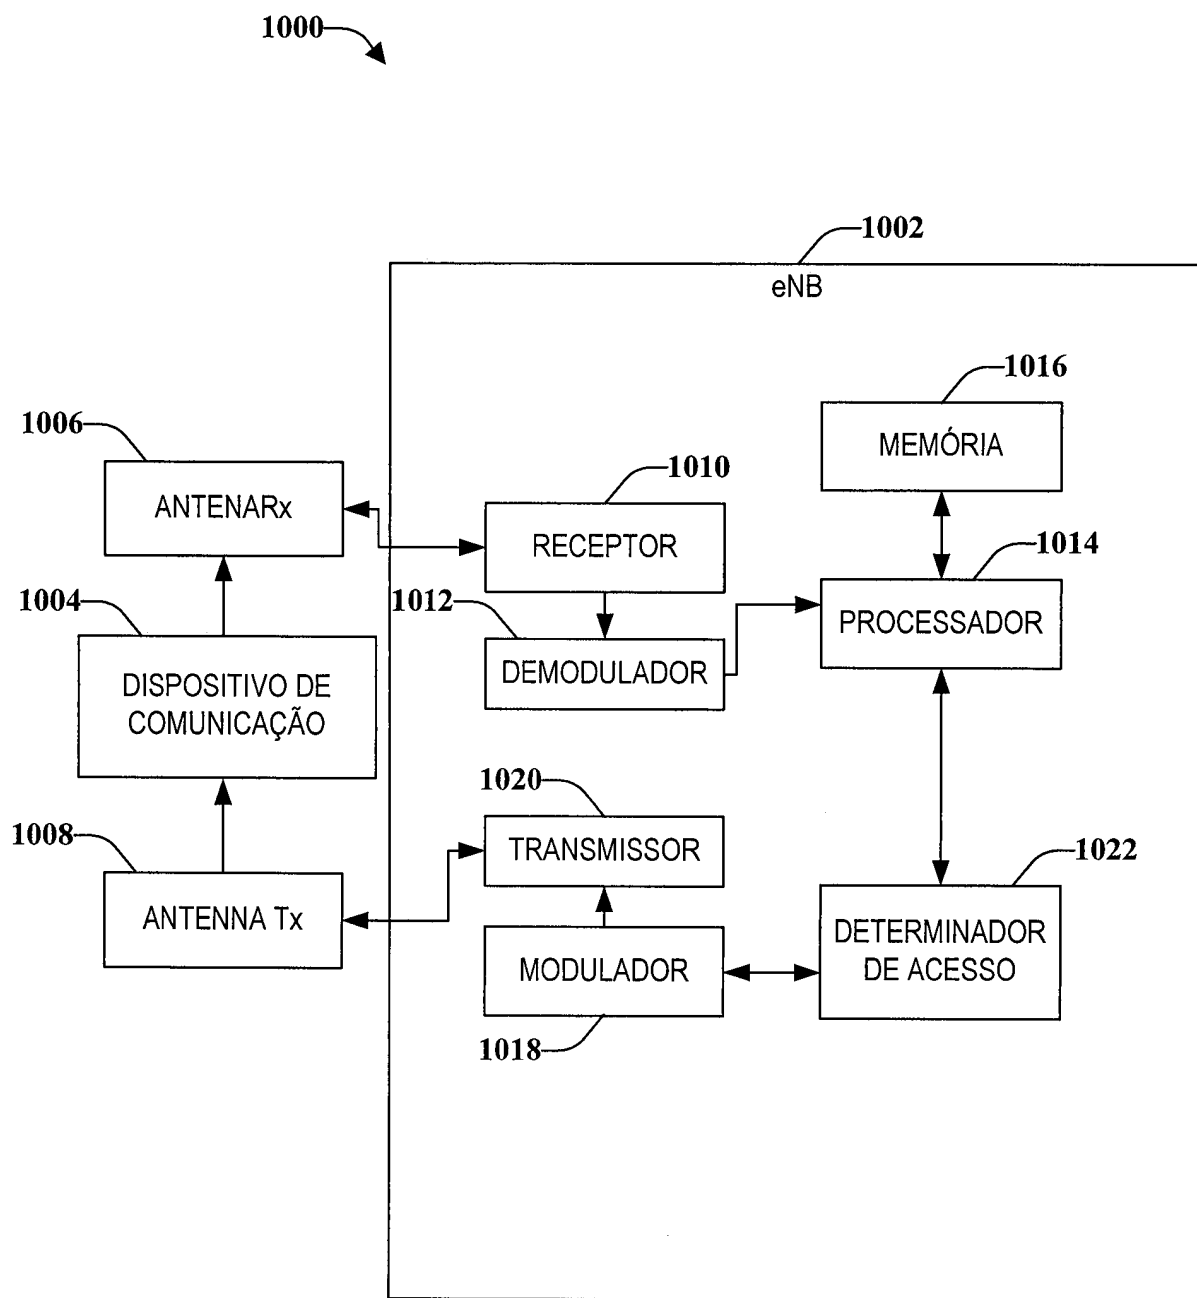 1000
1002
eNB
1016
MEMÓRIA
1006
ANTENARx
1010
RECEPTOR
1014
PROCESSADOR
1004
DISPOSITIVO DE
COMUNICAÇÃO
1012
DEMODULADOR
1020
TRANSMISSOR
1008
ANTENNA Tx
1022
DETERMINADOR
DE ACESSO
MODULADOR
1018